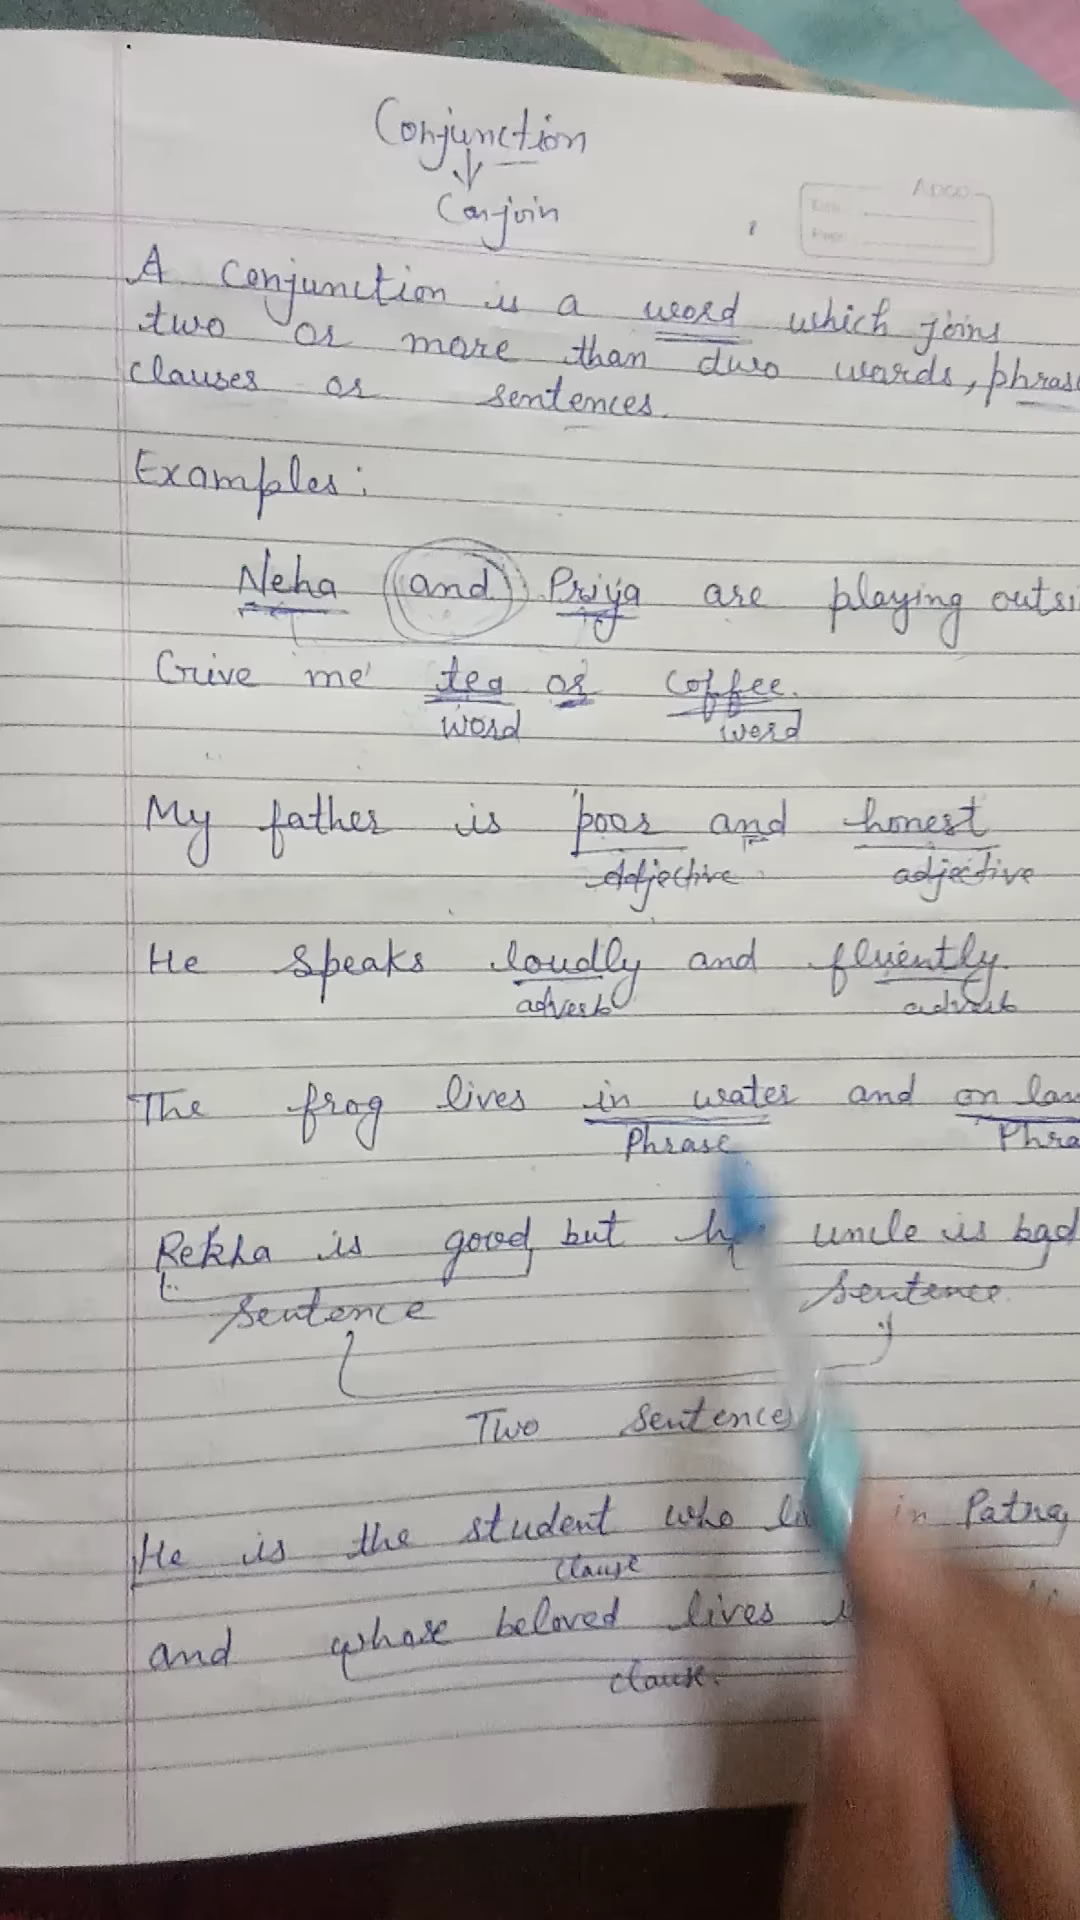 Conjunction
Conjoin
A Conjunction is a word which joins
two or more than two words, phras
clauses or sentences.
Examples:
Neha and Priya are playing outsi
Give me tea or coffee.
word word
My father is poor and honest
adjective adjective
He speaks loudly and fluently.
adverb adverb
The frog lives in water and on lan
Phrase Phra
Rekha is good but uncle is bad
sentence sentence
Two sentences
He is the student who in Patna
clause
and whose beloved lives
clause.